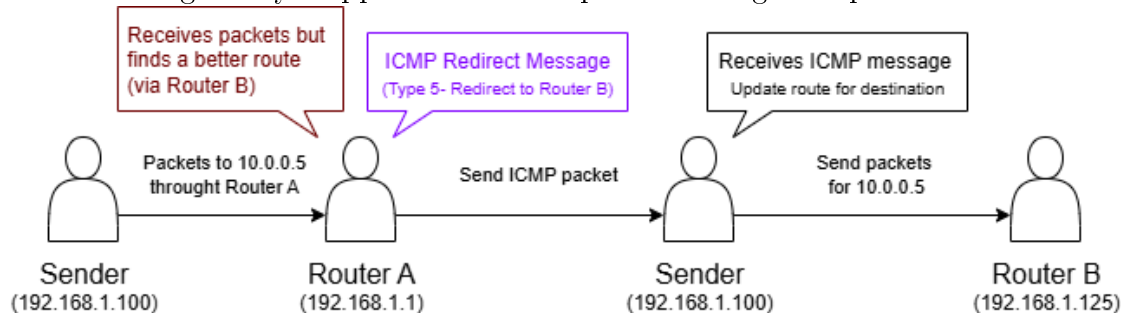 Receives packets but
finds a better route
(via Router B)
ICMP Redirect Message
(Type 5- Redirect to Router B)
Receives ICMP message
Update route for destination
Packets to 10.0.0.5
throught Router A
Send ICMP packet
Send packets
for 10.0.0.5
Sender
(192.168.1.100)
Router A
(192.168.1.1)
Sender
(192.168.1.100)
Router B
(192.168.1.125)